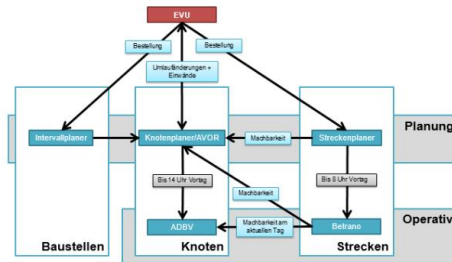 EVU
Bestellung
Bestellung
Umlaufänderungen +
Einwände
Planung
Intervallplaner
Knotenplaner/AVOR
Machbarkeit
Streckenplaner
Bis 14 Uhr Vortag
Machbarkeit
Bis 8 Uhr Vortag
Operativ
ADBV
Machbarkeit am
aktuellen Tag
Betrano
Baustellen
Knoten
Strecken